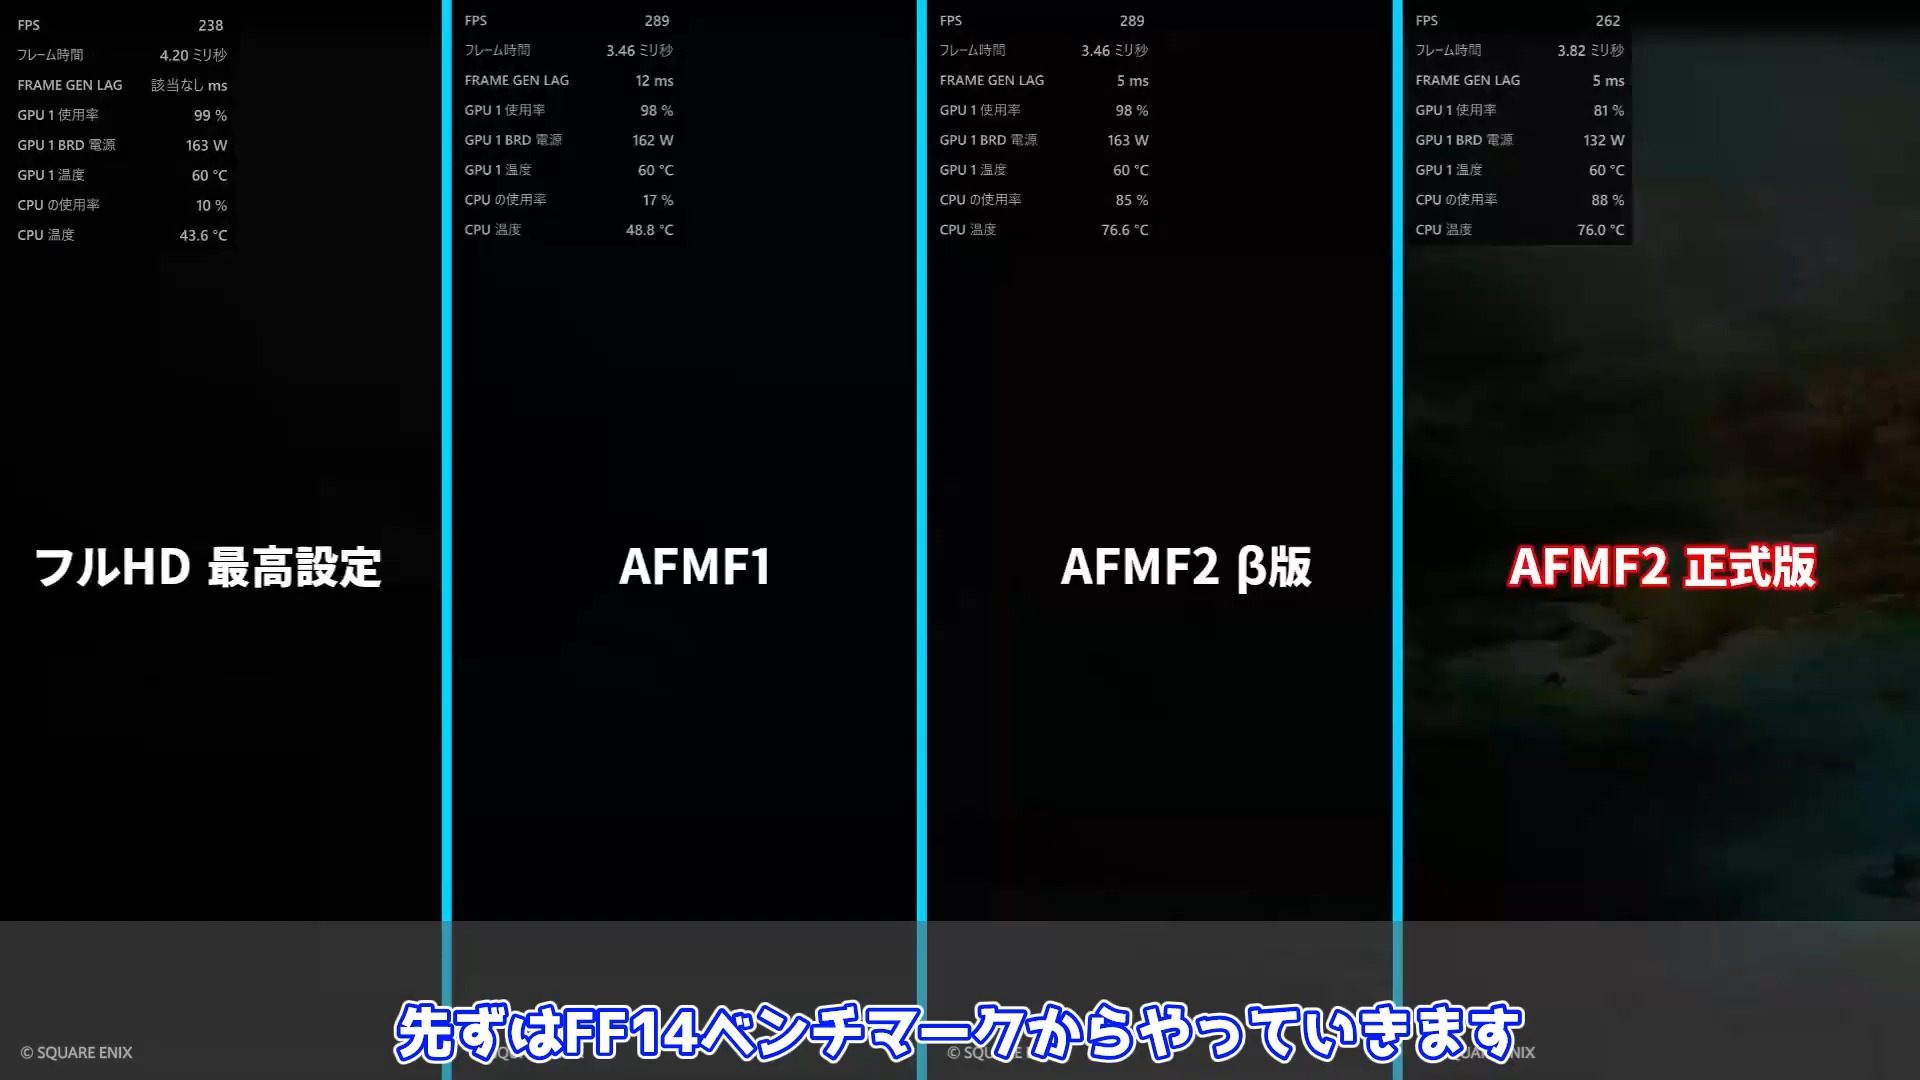 FPS 238
フレーム時間 4.20 ミリ秒
FRAME GEN LAG 該当なし ms
GPU 1 使用率 99 %
GPU 1 BRD 電源 163 W
GPU 1 温度 60 °C
CPU の使用率 10 %
CPU 温度 43.6 °C
フルHD 最高設定
© SQUARE ENIX
FPS 289
フレーム時間 3.46 ミリ秒
FRAME GEN LAG 12 ms
GPU 1 使用率 98 %
GPU 1 BRD 電源 162 W
GPU 1 温度 60 °C
CPU の使用率 17 %
CPU 温度 48.8 °C
AFMF1
FPS 289
フレーム時間 3.46 ミリ秒
FRAME GEN LAG 5 ms
GPU 1 使用率 98 %
GPU 1 BRD 電源 163 W
GPU 1 温度 60 °C
CPU の使用率 85 %
CPU 温度 76.6 °C
AFMF2 β版
FPS 262
フレーム時間 3.82 ミリ秒
FRAME GEN LAG 5 ms
GPU 1 使用率 81 %
GPU 1 BRD 電源 132 W
GPU 1 温度 60 °C
CPU の使用率 88 %
CPU 温度 76.0 °C
AFMF2 正式版
先ずはFF14ベンチマークからやっていきます